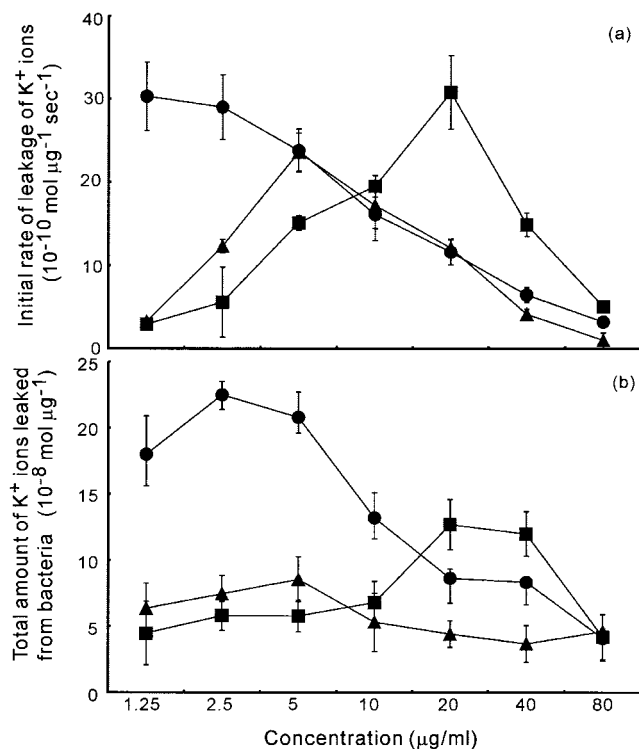 (a)
Initial rate of leakage of K+ ions
(10-10 mol µg-1 sec-1)
40
30
20
10
0
(b)
Total amount of K+ ions leaked
from bacteria (10-8 mol µg-1)
25
20
15
10
5
0
1.25 2.5 5 10 20 40 80
Concentration (µg/ml)